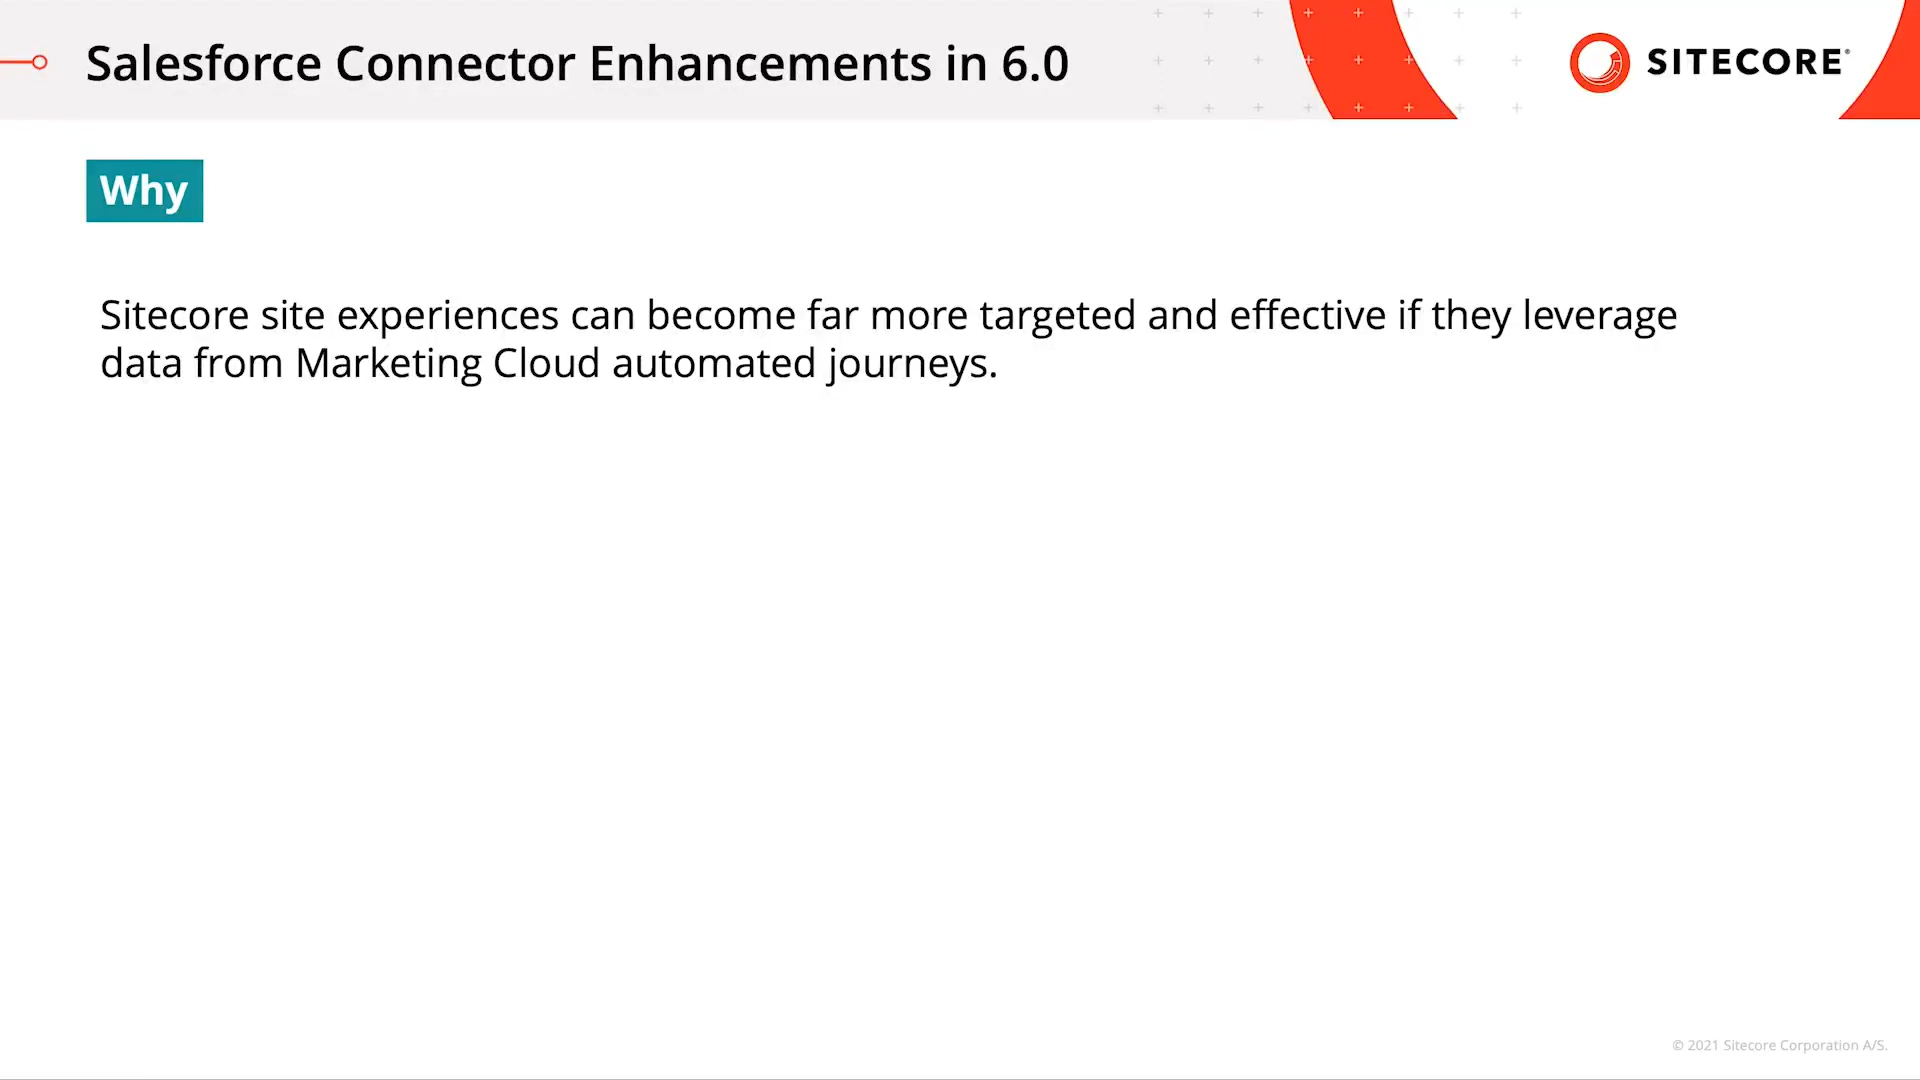 Salesforce Connector Enhancements in 6.0
SITECORE®
Why
Sitecore site experiences can become far more targeted and effective if they leverage
data from Marketing Cloud automated journeys.
© 2021 Sitecore Corporation A/S.